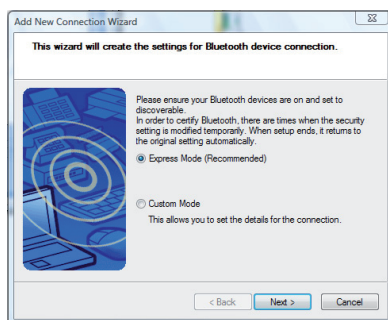 Add New Connection Wizard
This wizard will create the settings for Bluetooth device connection.
Please ensure your Bluetooth devices are on and set to
discoverable.
In order to certify Bluetooth, there are times when the security
setting is modified temporarily. When setup ends, it returns to
the original setting automatically.
Express Mode (Recommended)
Custom Mode
This allows you to set the details for the connection.
< Back Next > Cancel